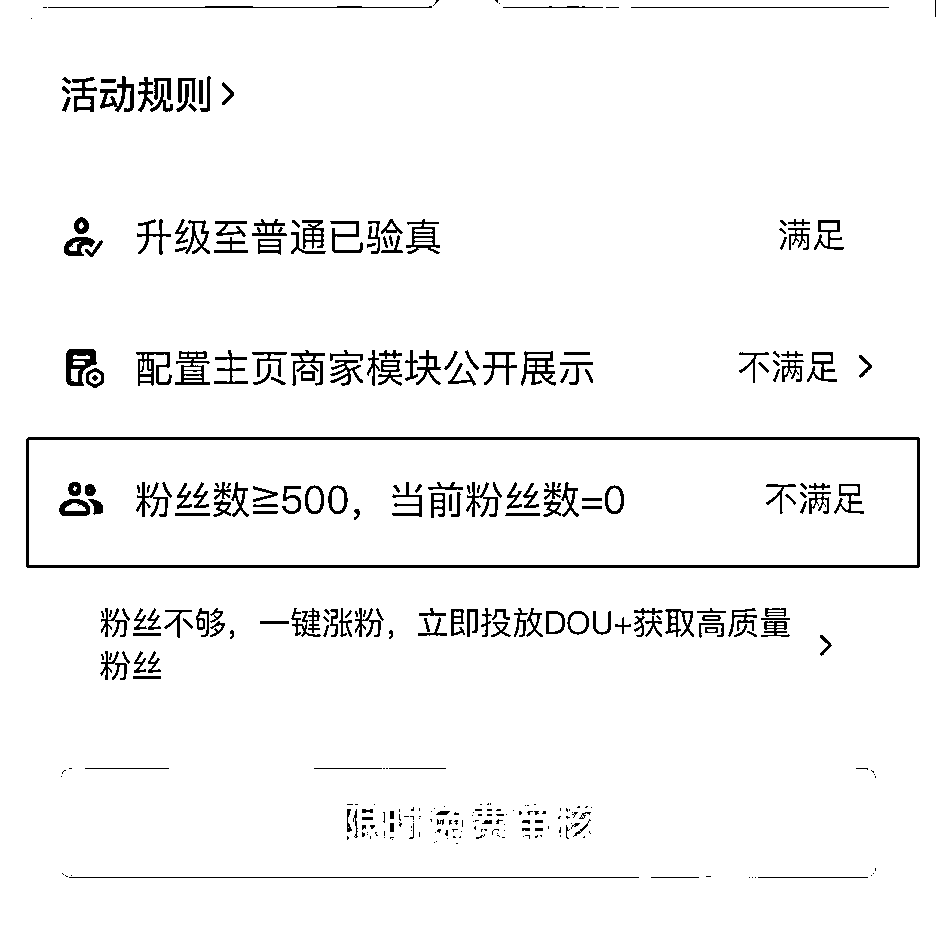 活动规则
升级至普通已验真 满足
配置主页商家模块公开展示 不满足
粉丝数≧500，当前粉丝数=0 不满足
粉丝不够，一键涨粉，立即投放DOU+获取高质量
粉丝
限时免费审核